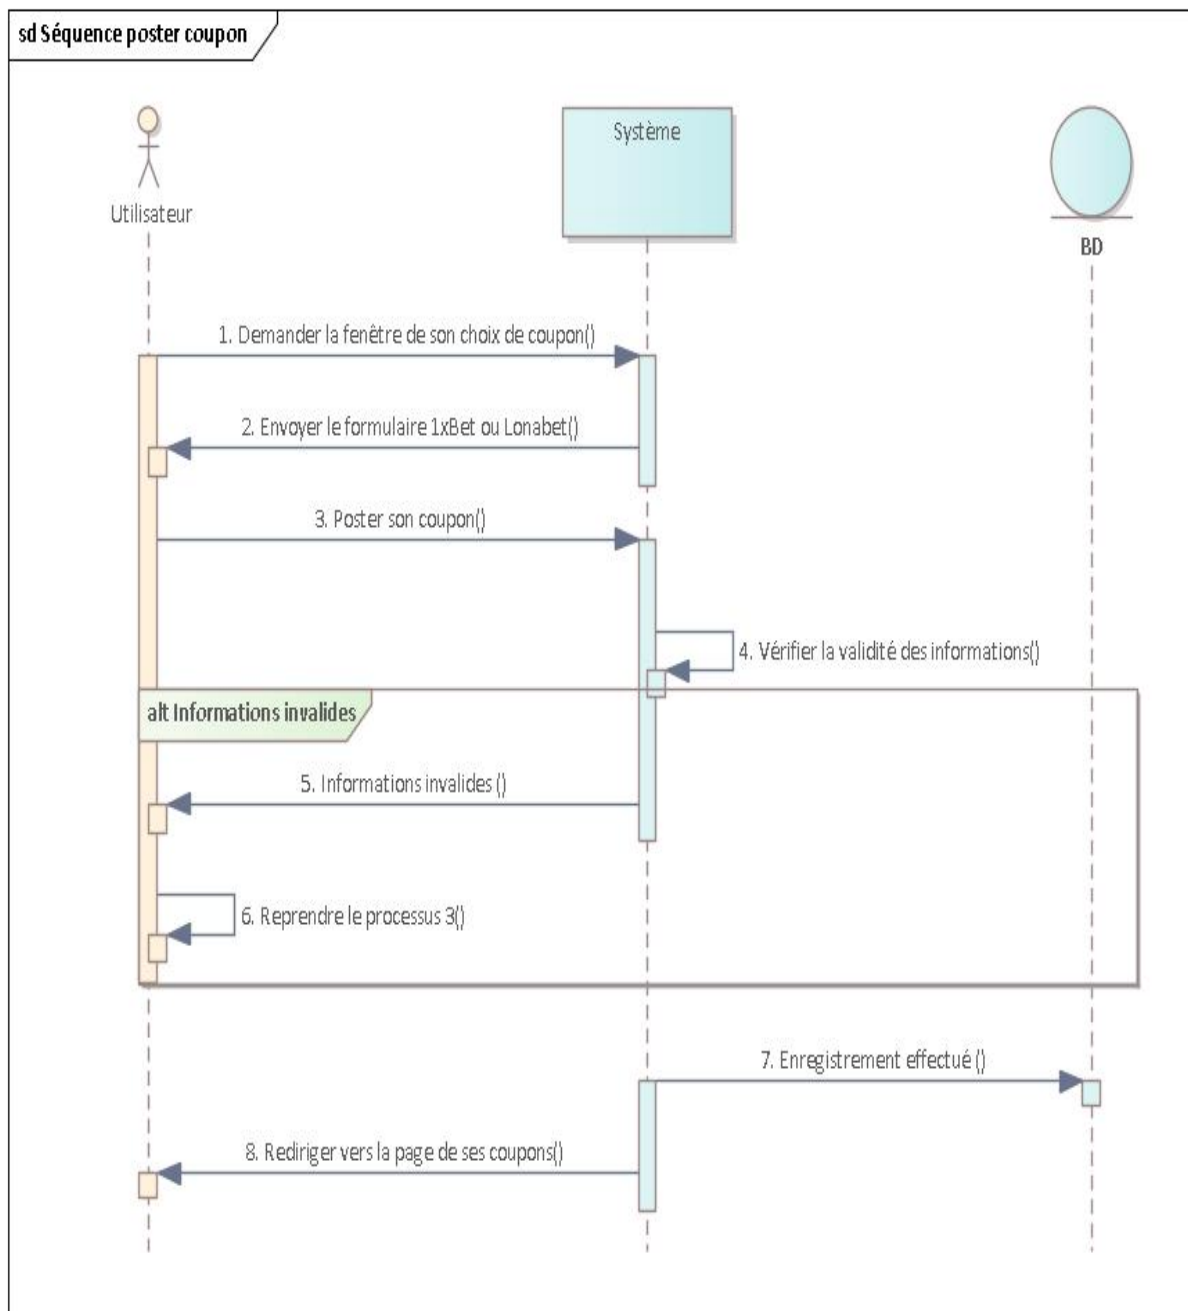 sd Séquence poster coupon
Système
Utilisateur
BD
1. Demander la fenêtre de son choix de coupon()
2. Envoyer le formulaire 1xBet ou Lonabet()
3. Poster son coupon()
4. Vérifier la validité des informations()
alt Informations invalides
5. Informations invalides ()
6. Reprendre le processus 3()
7. Enregistrement effectué ()
8. Rediriger vers la page de ses coupons()